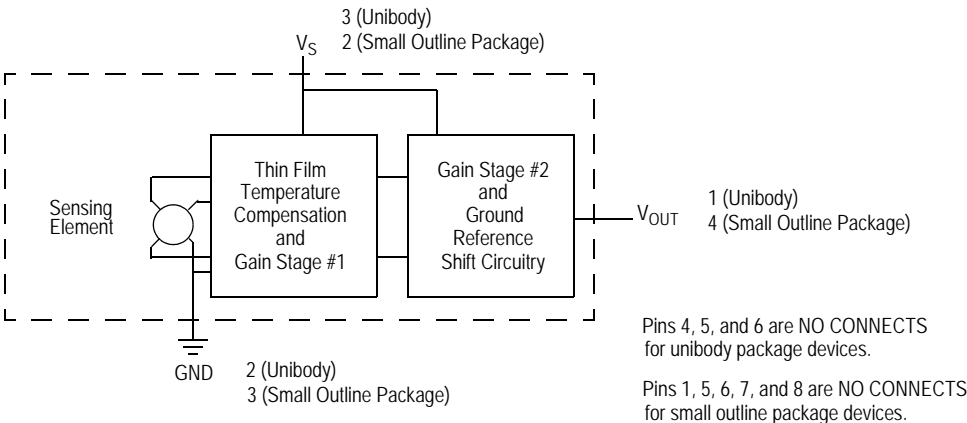 3 (Unibody)
V_S 2 (Small Outline Package)
Sensing
Element
Thin Film
Temperature
Compensation
and
Gain Stage #1
Gain Stage #2
and
Ground
Reference
Shift Circuitry
V_OUT
1 (Unibody)
4 (Small Outline Package)
GND
2 (Unibody)
3 (Small Outline Package)
Pins 4, 5, and 6 are NO CONNECTS
for unibody package devices.
Pins 1, 5, 6, 7, and 8 are NO CONNECTS
for small outline package devices.